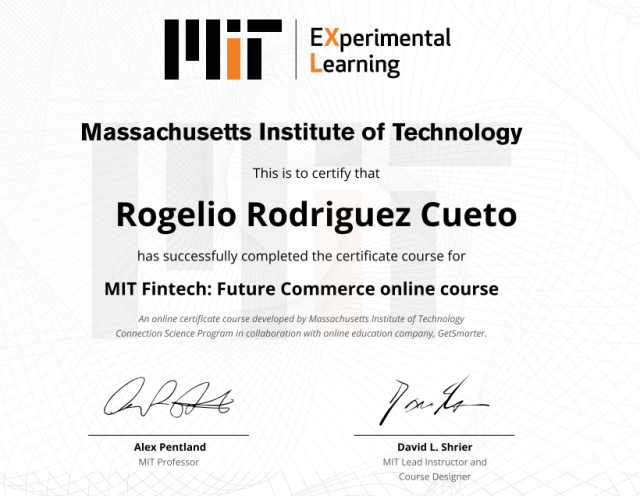 MIT
EXperimental
Learning
Massachusetts Institute of Technology
This is to certify that
Rogelio Rodriguez Cueto
has successfully completed the certificate course for
MIT Fintech: Future Commerce online course
An online certificate course developed by Massachusetts Institute of Technology
Connection Science Program in collaboration with online education company, GetSmarter.
Alex Pentland
MIT Professor
David L. Shrier
MIT Lead Instructor and
Course Designer